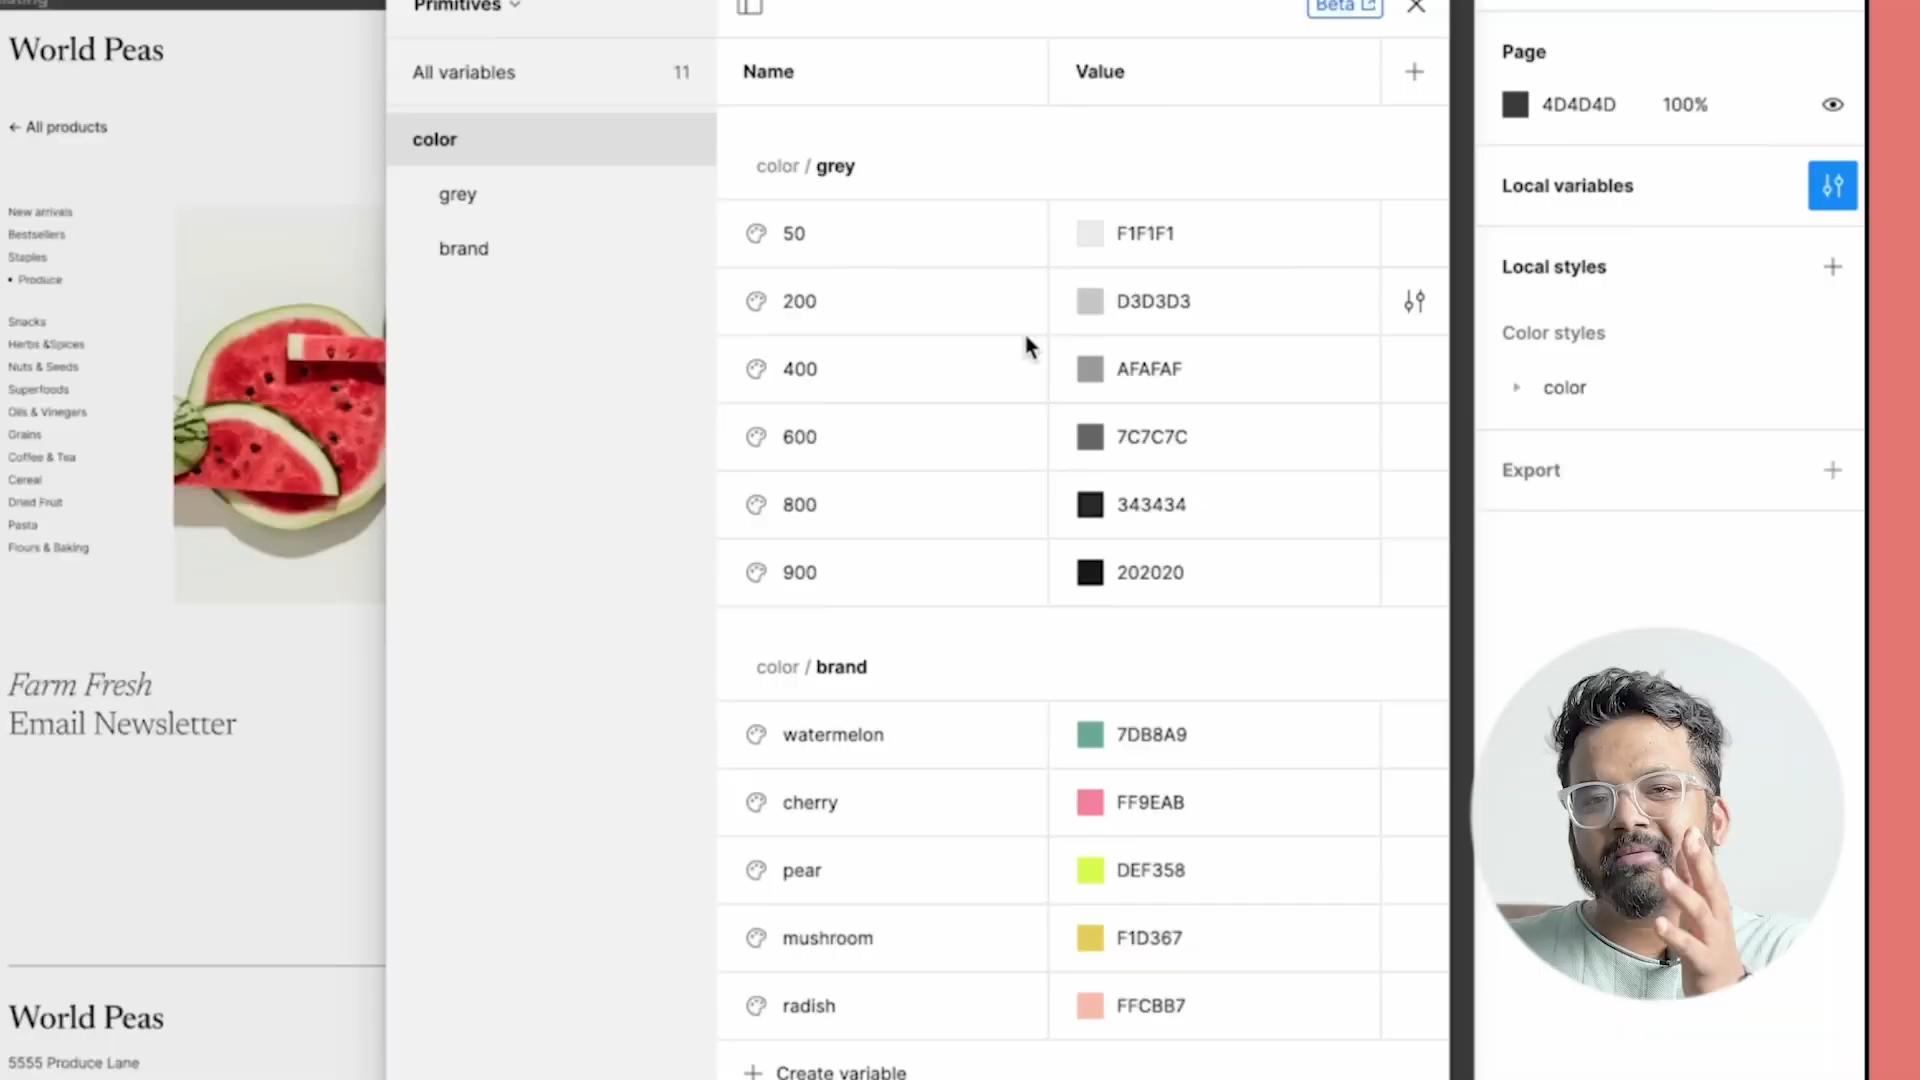 World Peas
← All products
New arrivals
Bestsellers
Staples
• Produce
Snacks
Herbs &Spices
Nuts & Seeds
Superfoods
Oils & Vinegars
Grains
Coffee & Tea
Cereal
Dried Fruit
Pasta
Flours & Baking
Farm Fresh
Email Newsletter
World Peas
5555 Produce Lane
Primitives
All variables 11
color
grey
brand
Beta
Name Value
color / grey
50 F1F1F1
200 D3D3D3
400 AFAFAF
600 7C7C7C
800 343434
900 202020
color / brand
watermelon 7DB8A9
cherry FF9EAB
pear DEF358
mushroom F1D367
radish FFCBB7
+ Create variable
Page
4D4D4D 100%
Local variables
Local styles
Color styles
color
Export